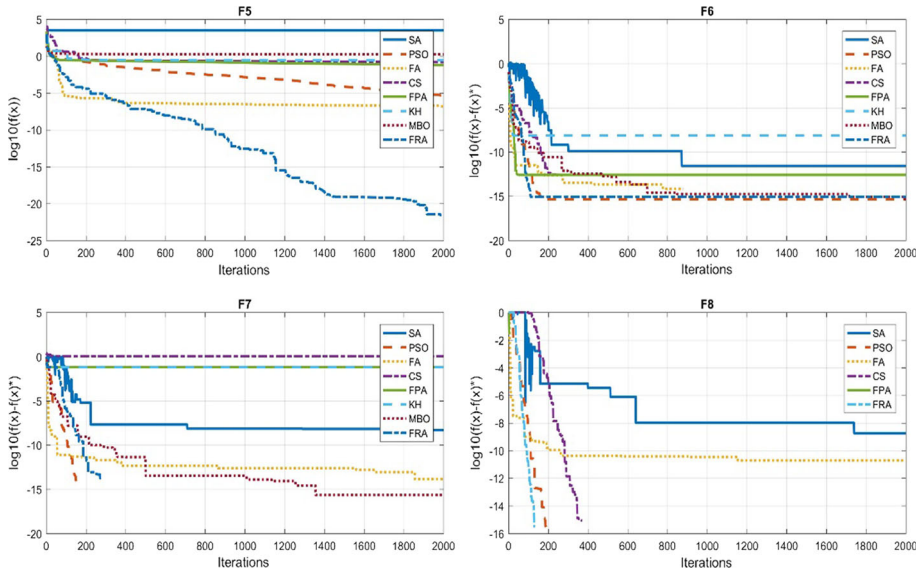 F5
5
0
-5
-10
-15
-20
-25
log10(f(x))
0 200 400 600 800 1000 1200 1400 1600 1800 2000
Iterations
SA
PSO
FA
CS
FPA
KH
MBO
FRA
F6
5
0
-5
-10
-15
-20
log10(f(x)-f(x)*)
0 200 400 600 800 1000 1200 1400 1600 1800 2000
Iterations
SA
PSO
FA
CS
FPA
KH
MBO
FRA
F7
5
0
-5
-10
-15
-20
log10(f(x)-f(x)*)
0 200 400 600 800 1000 1200 1400 1600 1800 2000
Iterations
SA
PSO
FA
CS
FPA
KH
MBO
FRA
F8
0
-2
-4
-6
-8
-10
-12
-14
-16
log10(f(x)-f(x)*)
0 200 400 600 800 1000 1200 1400 1600 1800 2000
Iterations
SA
PSO
FA
CS
FPA
FRA